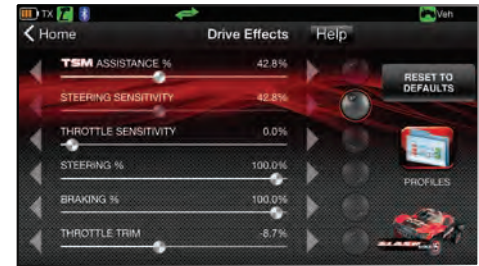 TX
Veh
Home
Drive Effects
Help
TSM ASSISTANCE %
42.8%
STEERING SENSITIVITY
42.8%
THROTTLE SENSITIVITY
0.0%
STEERING %
100.0%
BRAKING %
100.0%
THROTTLE TRIM
-8.7%
RESET TO
DEFAULTS
PROFILES
SLASH